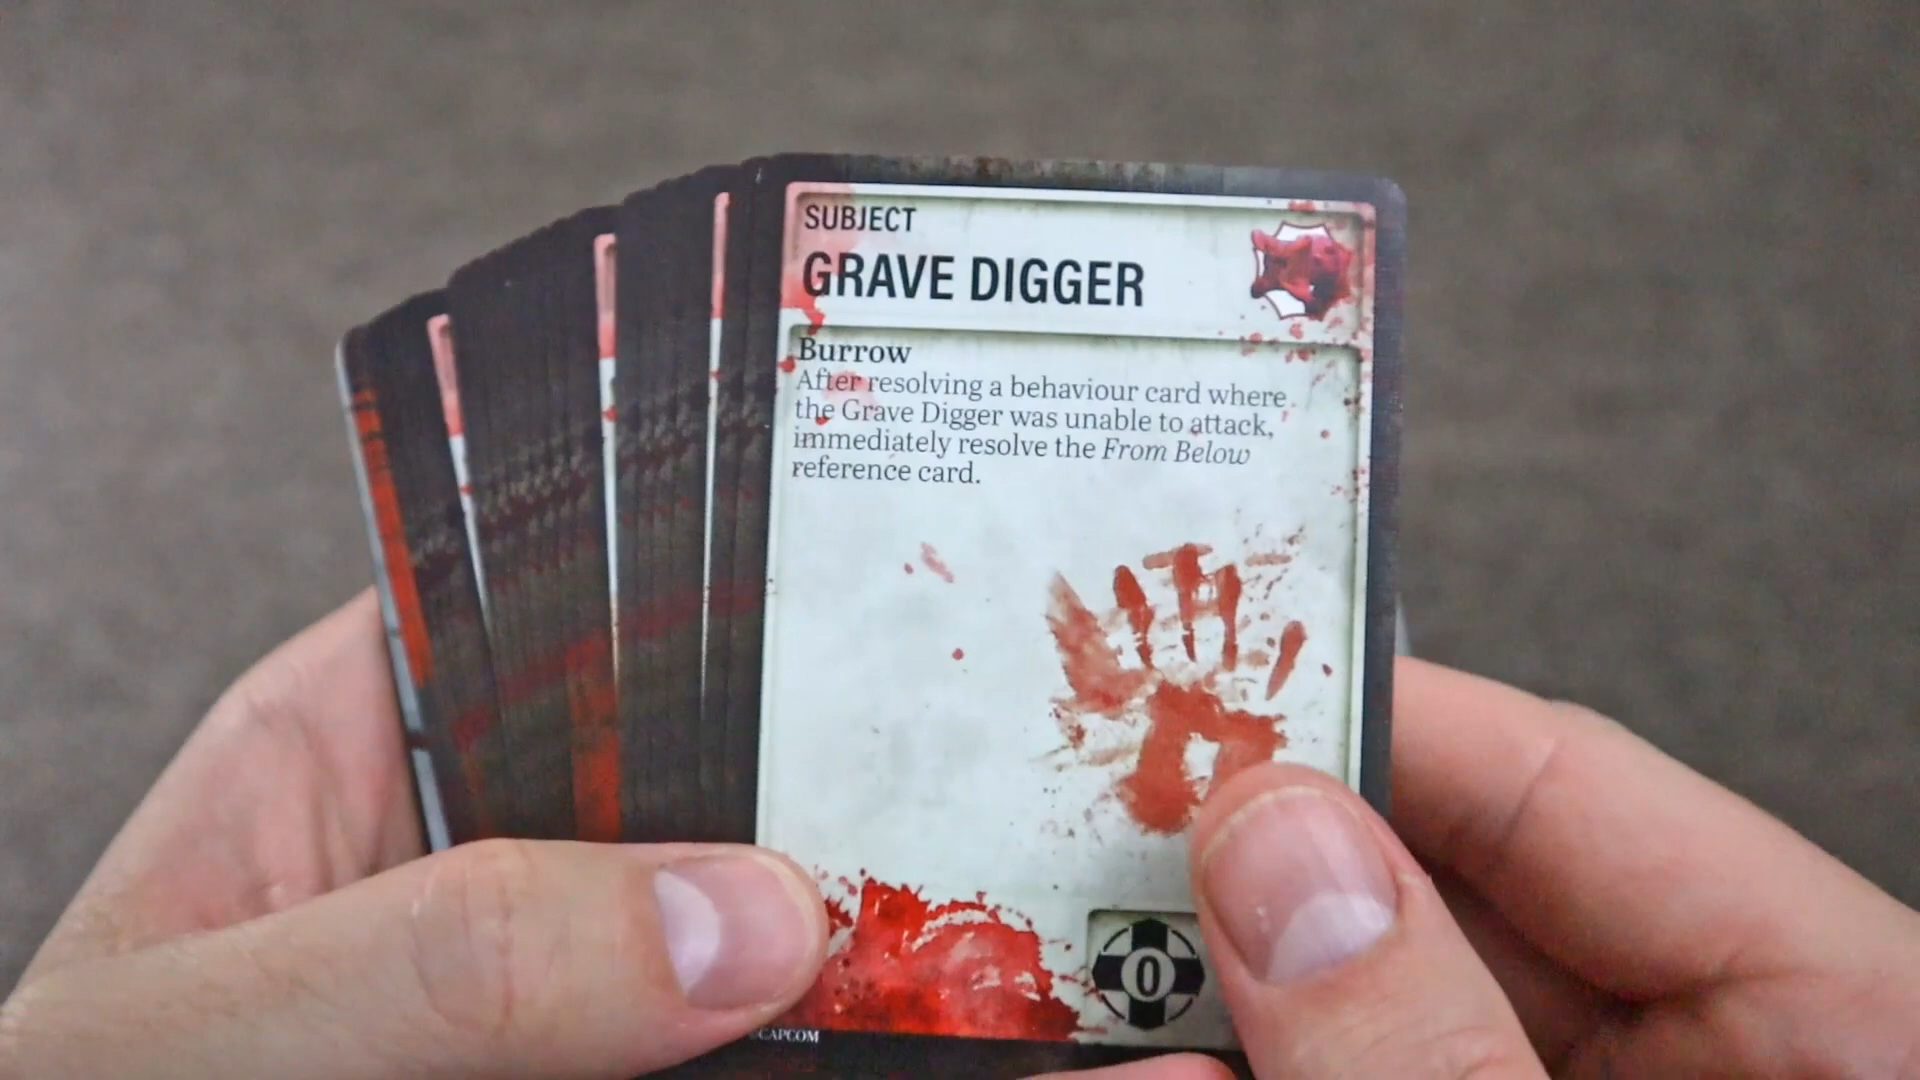 SUBJECT
GRAVE DIGGER
Burrow
After resolving a behaviour card where
the Grave Digger was unable to attack,
immediately resolve the From Below
reference card.
0
©CAPCOM